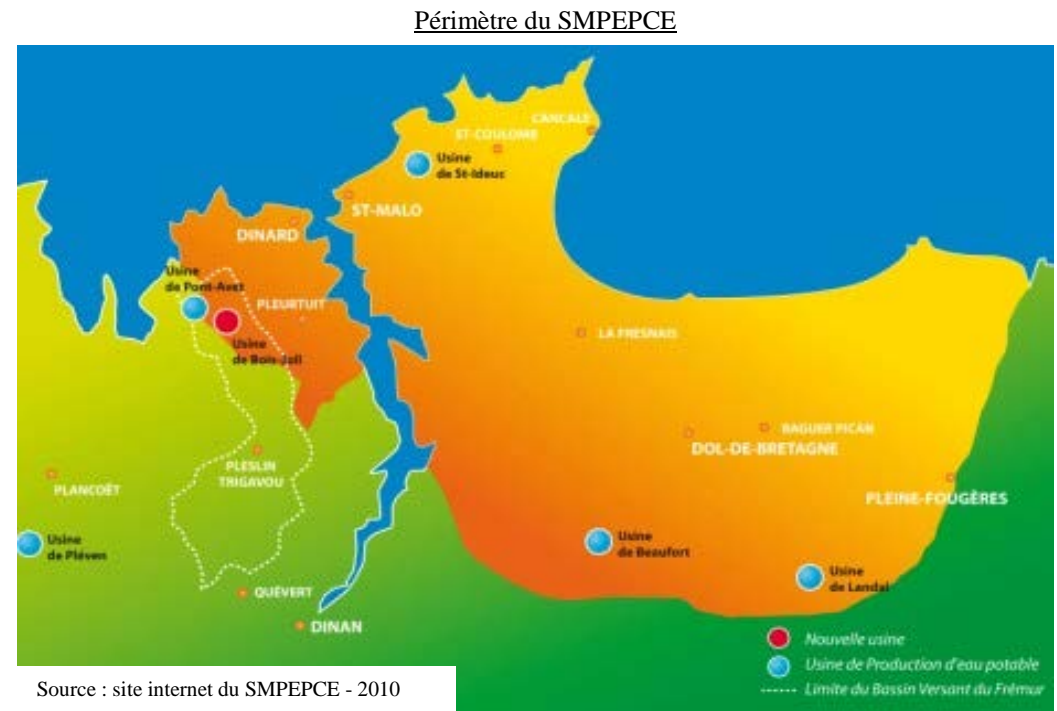 Périmètre du SMPEPCE
CANCALE
ST-COULOMB
Usine
de St-Ideuc
ST-MALO
DINARD
Usine
de Pont-Avet
PLEURTUIT
Usine
de Bois-Joli
LA FRESNAIS
BAGUER PICAN
DOL-DE-BRETAGNE
PLESLIN
TRIGAVOU
PLANCOËT
PLEINE-FOUGÈRES
Usine
de Pléven
Usine
de Beaufort
Usine
de Landal
QUÉVERT
DINAN
Nouvelle usine
Usine de Production d'eau potable
Limite du Bassin Versant du Frémur
Source : site internet du SMPEPCE - 2010